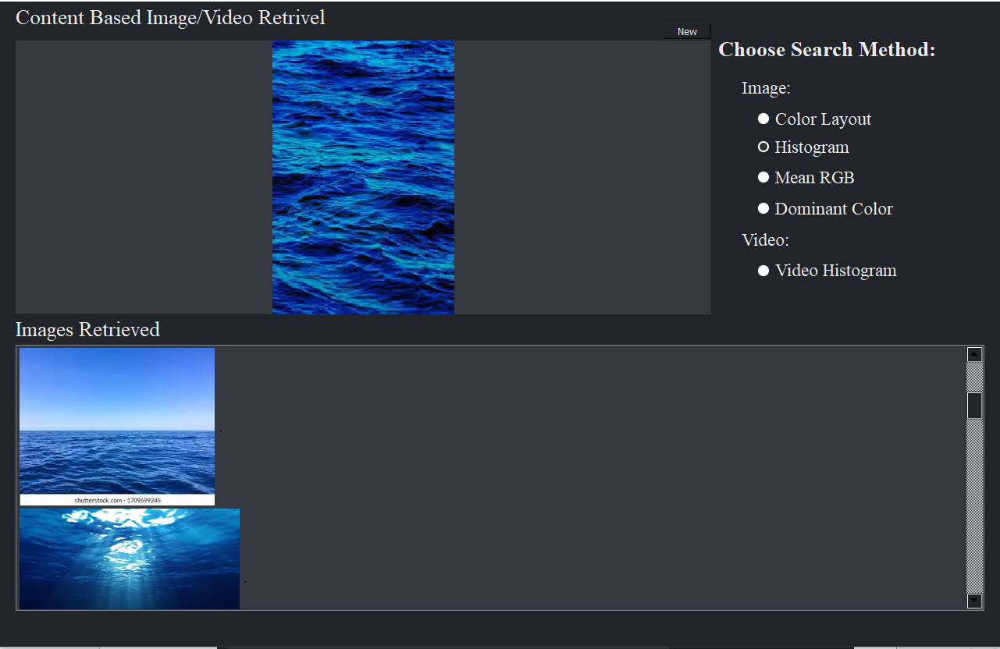 Content Based Image/Video Retrivel
New
Choose Search Method:
Image:
Color Layout
Histogram
Mean RGB
Dominant Color
Video:
Video Histogram
Images Retrieved
shutterstock.com · 1709699245